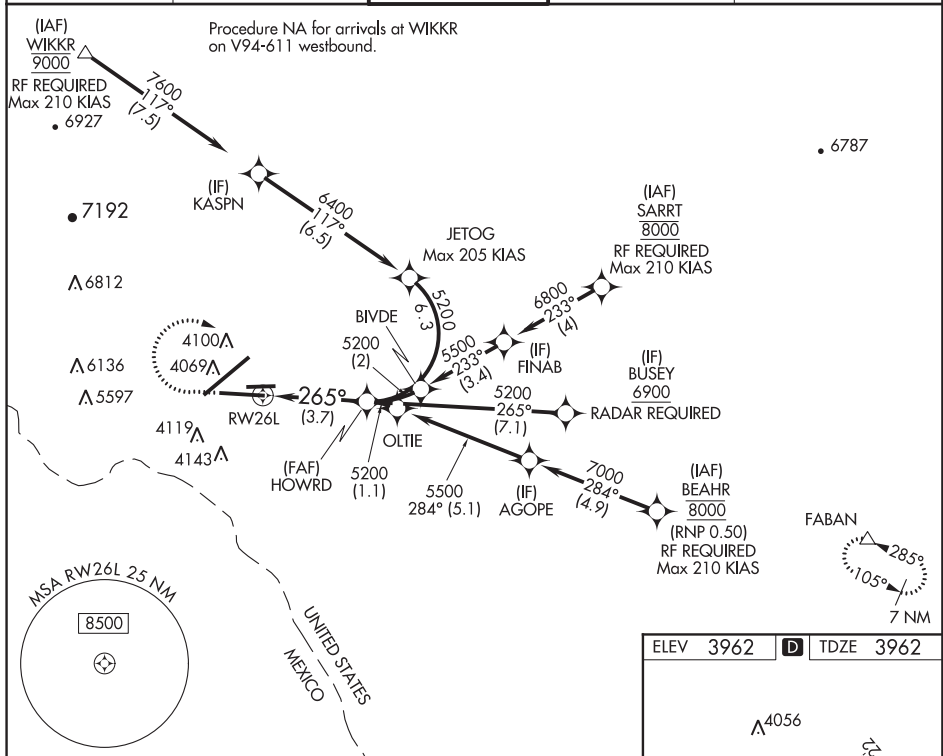 Procedure NA for arrivals at WIKKR
on V94-611 westbound.
(IAF)
WIKKR
9000
RF REQUIRED
Max 210 KIAS
7600
117°
(7.5)
6927
6787
(IF)
KASPN
7192
6400
117°
(6.5)
JETOG
Max 205 KIAS
(IAF)
SARRT
8000
RF REQUIRED
Max 210 KIAS
6812
5200
6.3
6800
233°
(4)
BIVDE
4100
5200
(2)
5500
233°
(3.4)
(IF)
FINAB
4069
6136
5597
(IF)
BUSEY
6900
RADAR REQUIRED
RW26L
265°
(3.7)
5200
265°
(7.1)
OLTIE
4119
4143
(FAF)
HOWRD
5200
(1.1)
5500
284° (5.1)
(IF)
AGOPE
7000
284°
(4.9)
(IAF)
BEAHR
8000
(RNP 0.50)
RF REQUIRED
Max 210 KIAS
FABAN
285°
105°
7 NM
MSA RW26L 25 NM
8500
UNITED STATES
MEXICO
ELEV 3962 D TDZE 3962
4056
22